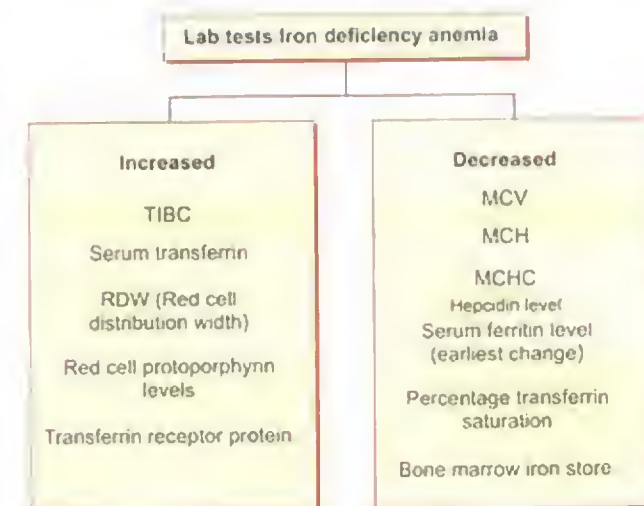 Lab tests Iron deficiency anemia
Increased
TIBC
Serum transferrin
RDW (Red cell
distribution width)
Red cell protoporphynn
levels
Transferrin receptor protein
Decreased
MCV
MCH
MCHC
Hepcidin level
Serum ferritin level
(earliest change)
Percentage transferrin
saturation
Bone marrow iron store